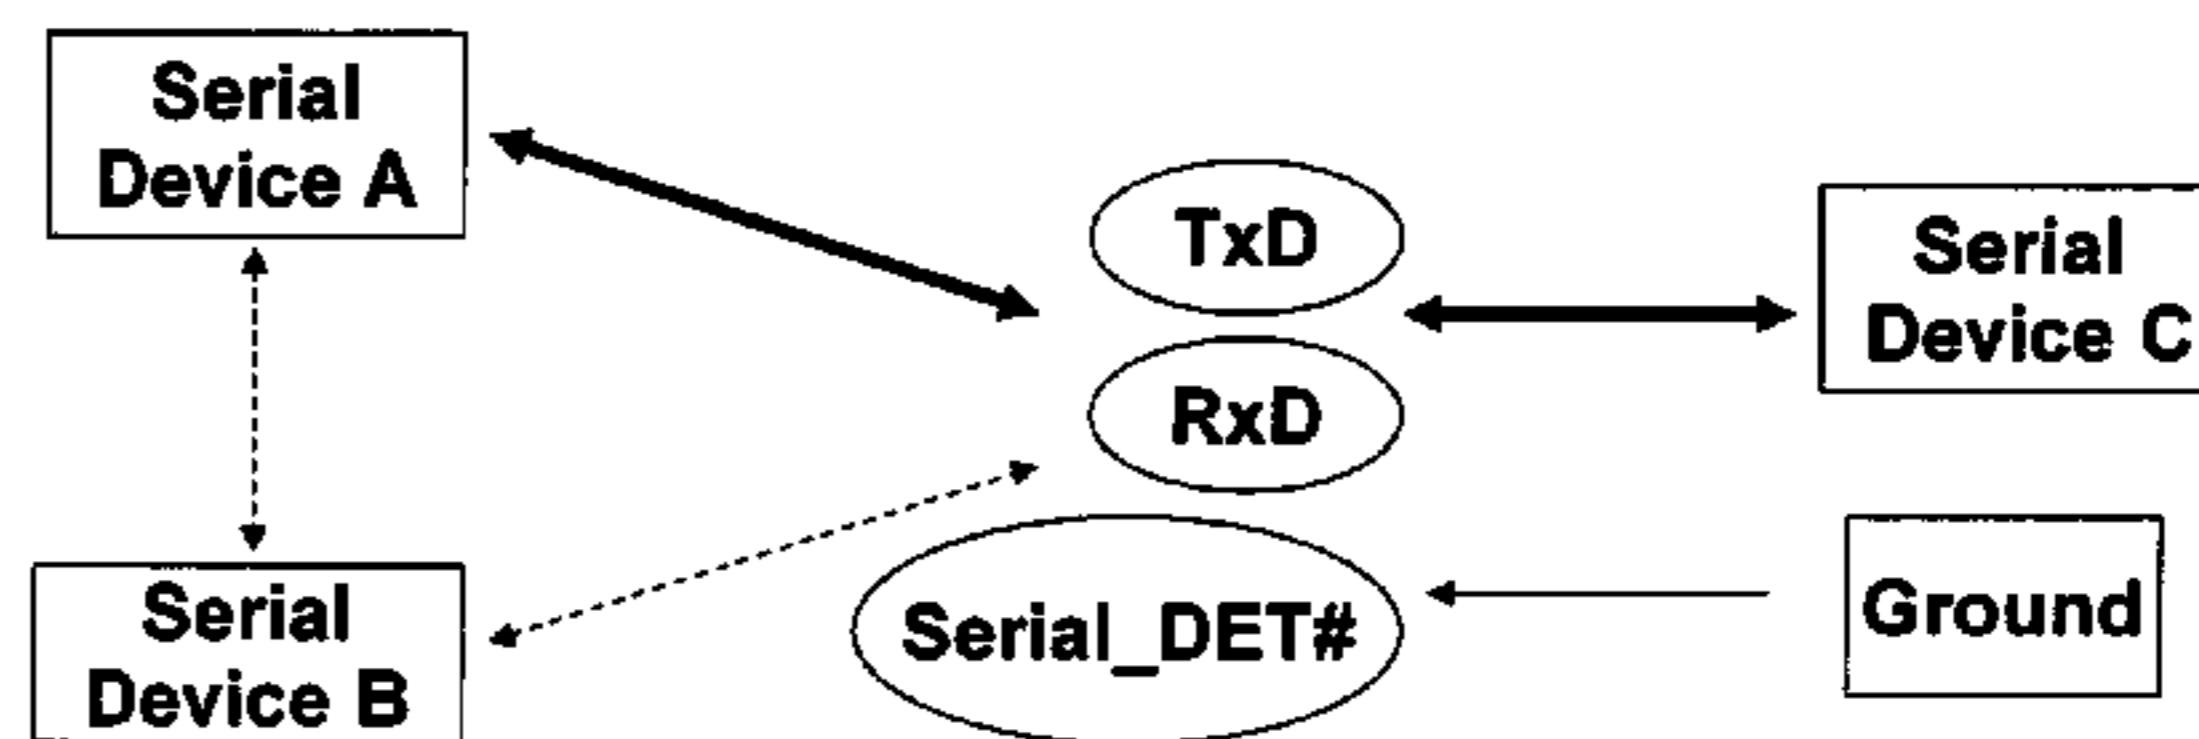 Serial
Device A
TxD
Serial
Device C
RxD
Serial
Device B
Serial_DET#
Ground